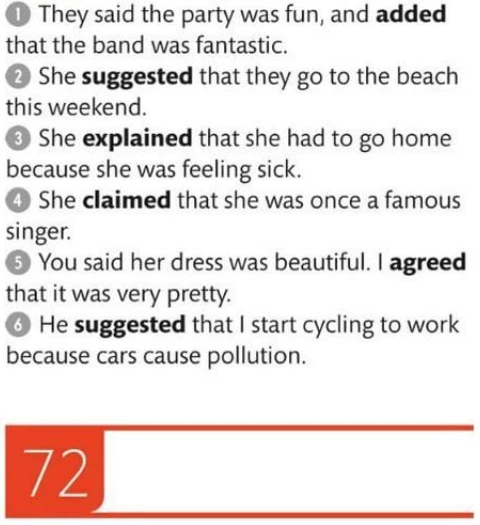 1 They said the party was fun, and added
that the band was fantastic.
2 She suggested that they go to the beach
this weekend.
3 She explained that she had to go home
because she was feeling sick.
4 She claimed that she was once a famous
singer.
5 You said her dress was beautiful. I agreed
that it was very pretty.
6 He suggested that I start cycling to work
because cars cause pollution.
72